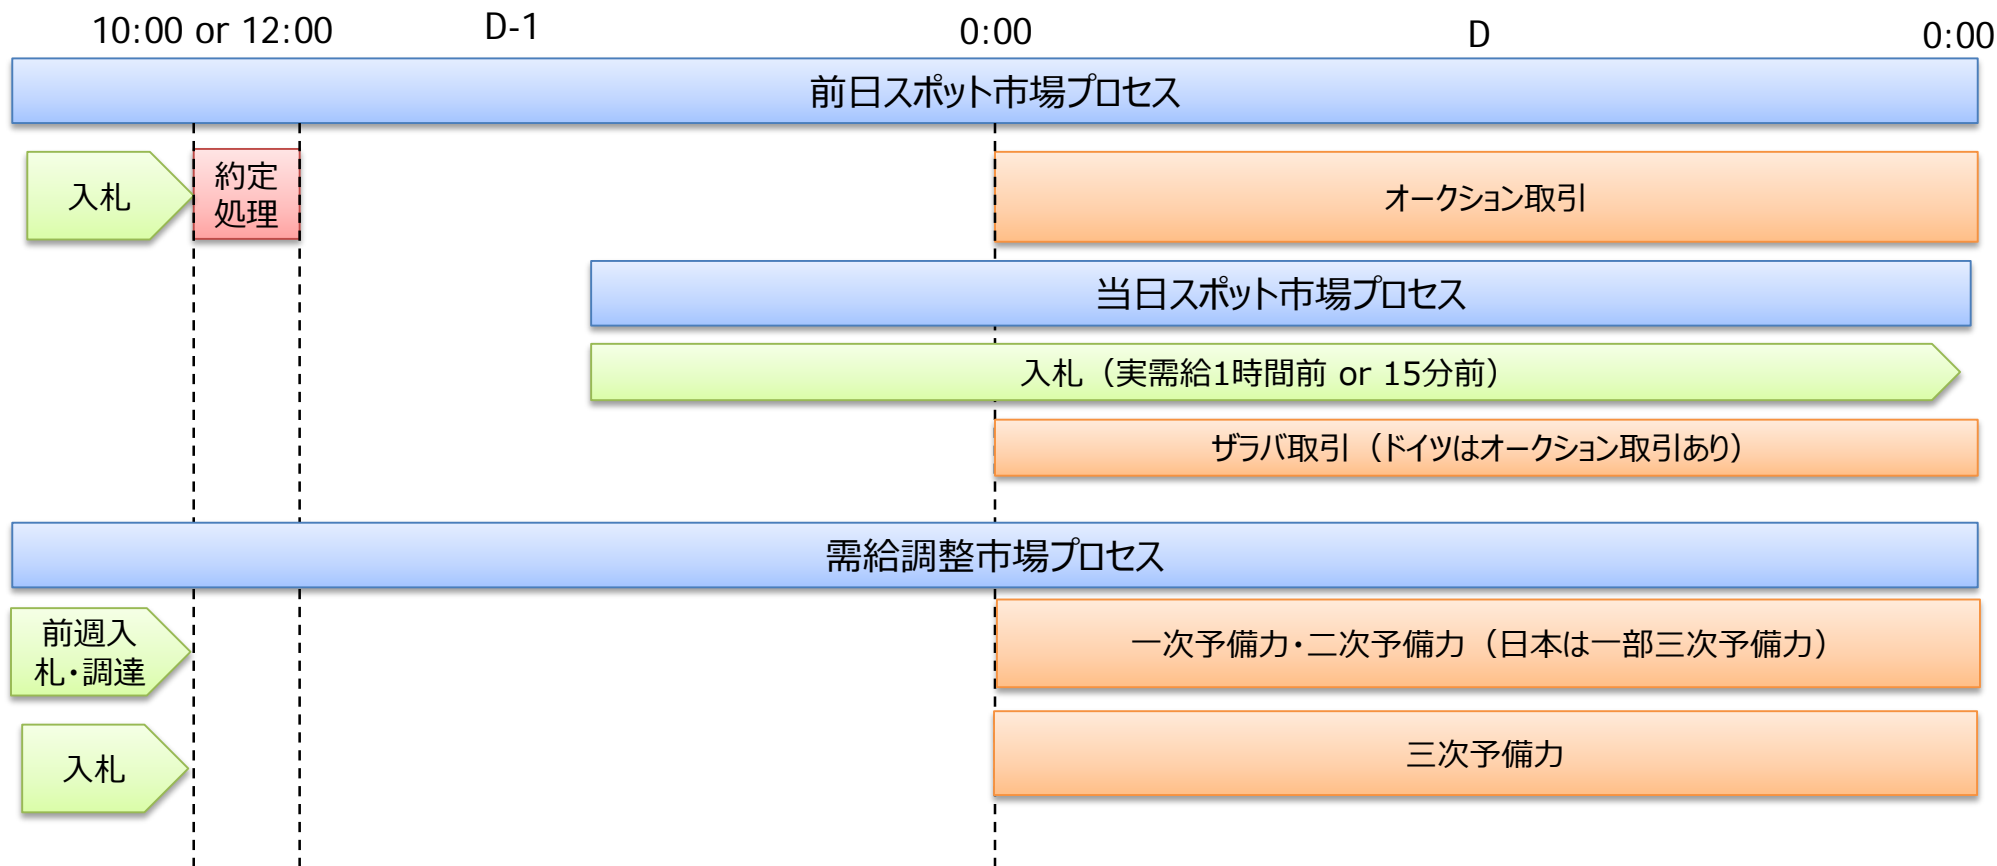 10:00 or 12:00
D-1
0:00
D
0:00
前日スポット市場プロセス
入札
約定
処理
オークション取引
当日スポット市場プロセス
入札（実需給1時間前 or 15分前）
ザラバ取引（ドイツはオークション取引あり）
需給調整市場プロセス
前週入
札・調達
一次予備力・二次予備力（日本は一部三次予備力）
入札
三次予備力